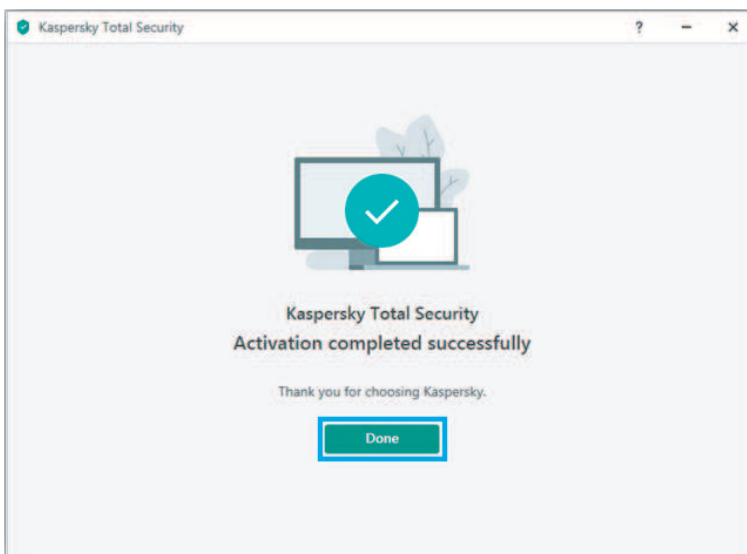 Kaspersky Total Security ?
Kaspersky Total Security
Activation completed successfully
Thank you for choosing Kaspersky.
Done